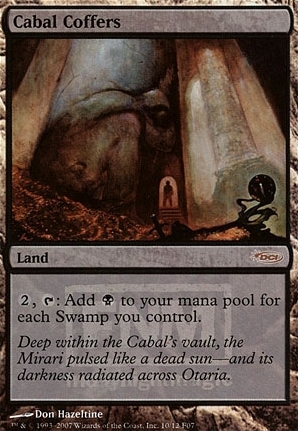 Cabal Coffers
DCI
Land
2, : Add to your mana pool for
each Swamp you control.
Deep within the Cabal's vault, the
Mirari pulsed like a dead sun—and its
darkness radiated across Otaria.
Don Hazeltine
™ & © 1993–2007 Wizards of the Coast, Inc. 10/12 F07